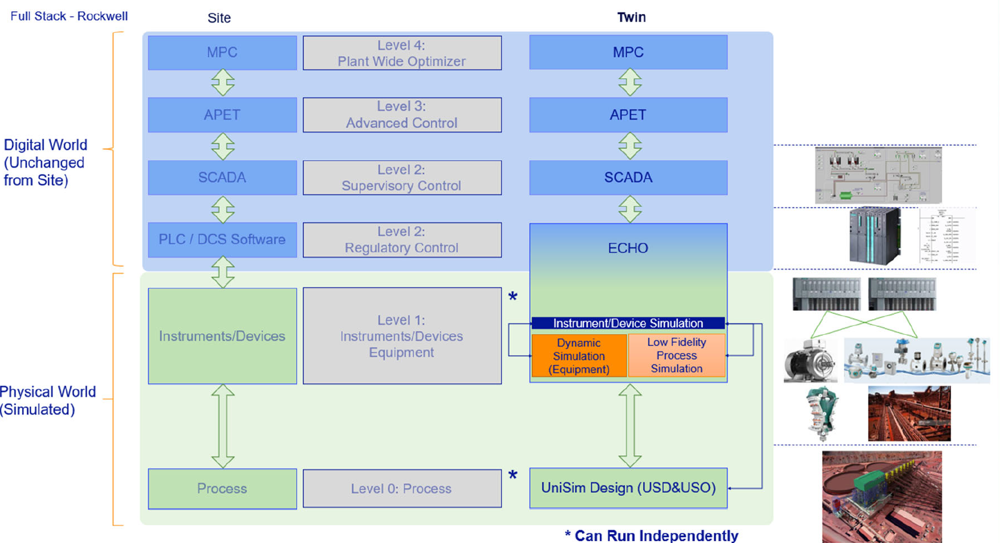 Full Stack - Rockwell
Site
Twin
MPC
Level 4:
Plant Wide Optimizer
MPC
APET
Level 3:
Advanced Control
APET
Digital World
(Unchanged
from Site)
SCADA
Level 2:
Supervisory Control
SCADA
PLC / DCS Software
Level 2:
Regulatory Control
ECHO
Instruments/Devices
Level 1:
Instruments/Devices
Equipment
*
Instrument/Device Simulation
Dynamic
Simulation
(Equipment)
Low Fidelity
Process
Simulation
Physical World
(Simulated)
Process
Level 0: Process
*
UniSim Design (USD&USO)
* Can Run Independently